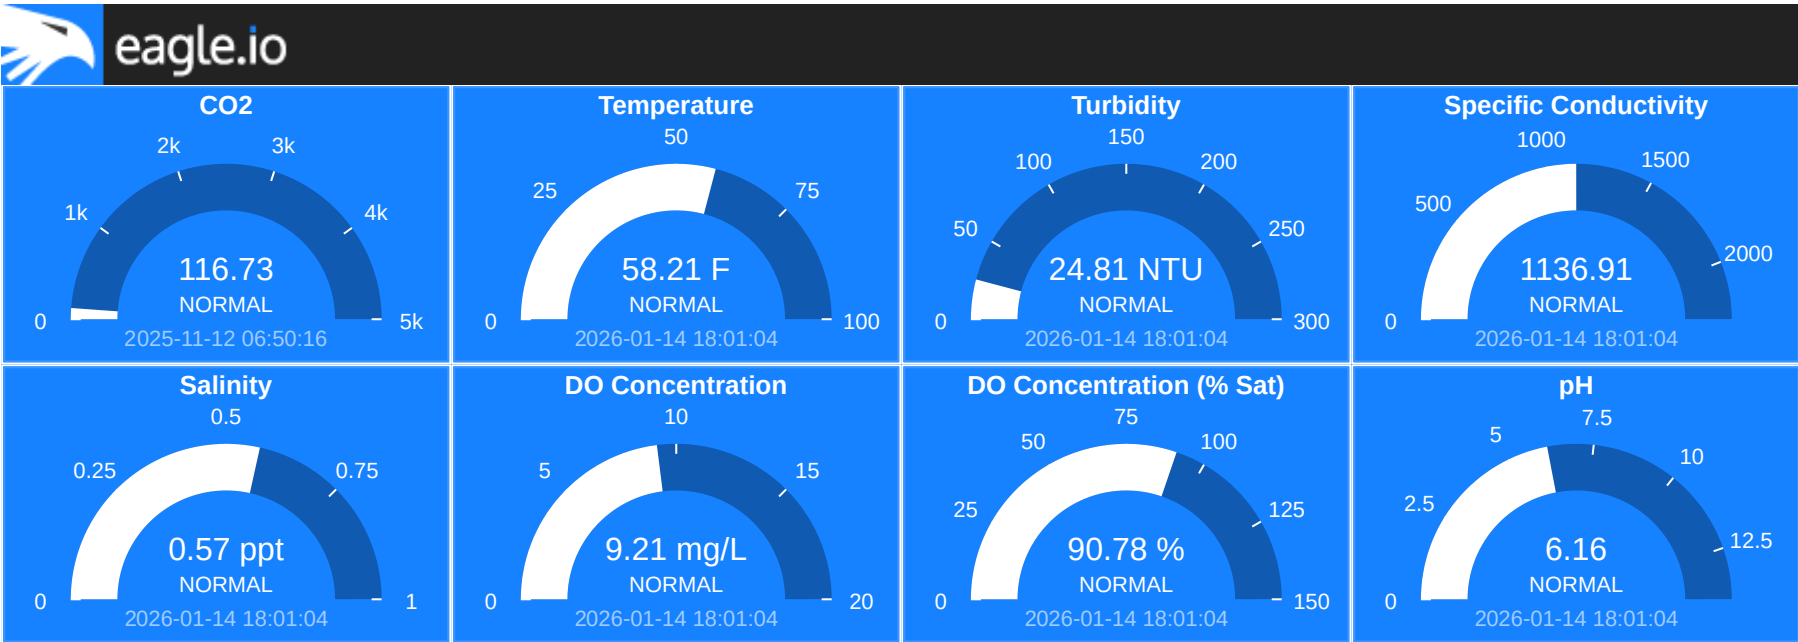 eagle.io
CO2
0
1k
2k
3k
4k
5k
116.73
NORMAL
2025-11-12 06:50:16
Temperature
0
25
50
75
100
58.21 F
NORMAL
2026-01-14 18:01:04
Turbidity
0
50
100
150
200
250
300
24.81 NTU
NORMAL
2026-01-14 18:01:04
Specific Conductivity
0
500
1000
1500
2000
1136.91
NORMAL
2026-01-14 18:01:04
Salinity
0
0.25
0.5
0.75
1
0.57 ppt
NORMAL
2026-01-14 18:01:04
DO Concentration
0
5
10
15
20
9.21 mg/L
NORMAL
2026-01-14 18:01:04
DO Concentration (% Sat)
0
25
50
75
100
125
150
90.78 %
NORMAL
2026-01-14 18:01:04
pH
0
2.5
5
7.5
10
12.5
6.16
NORMAL
2026-01-14 18:01:04